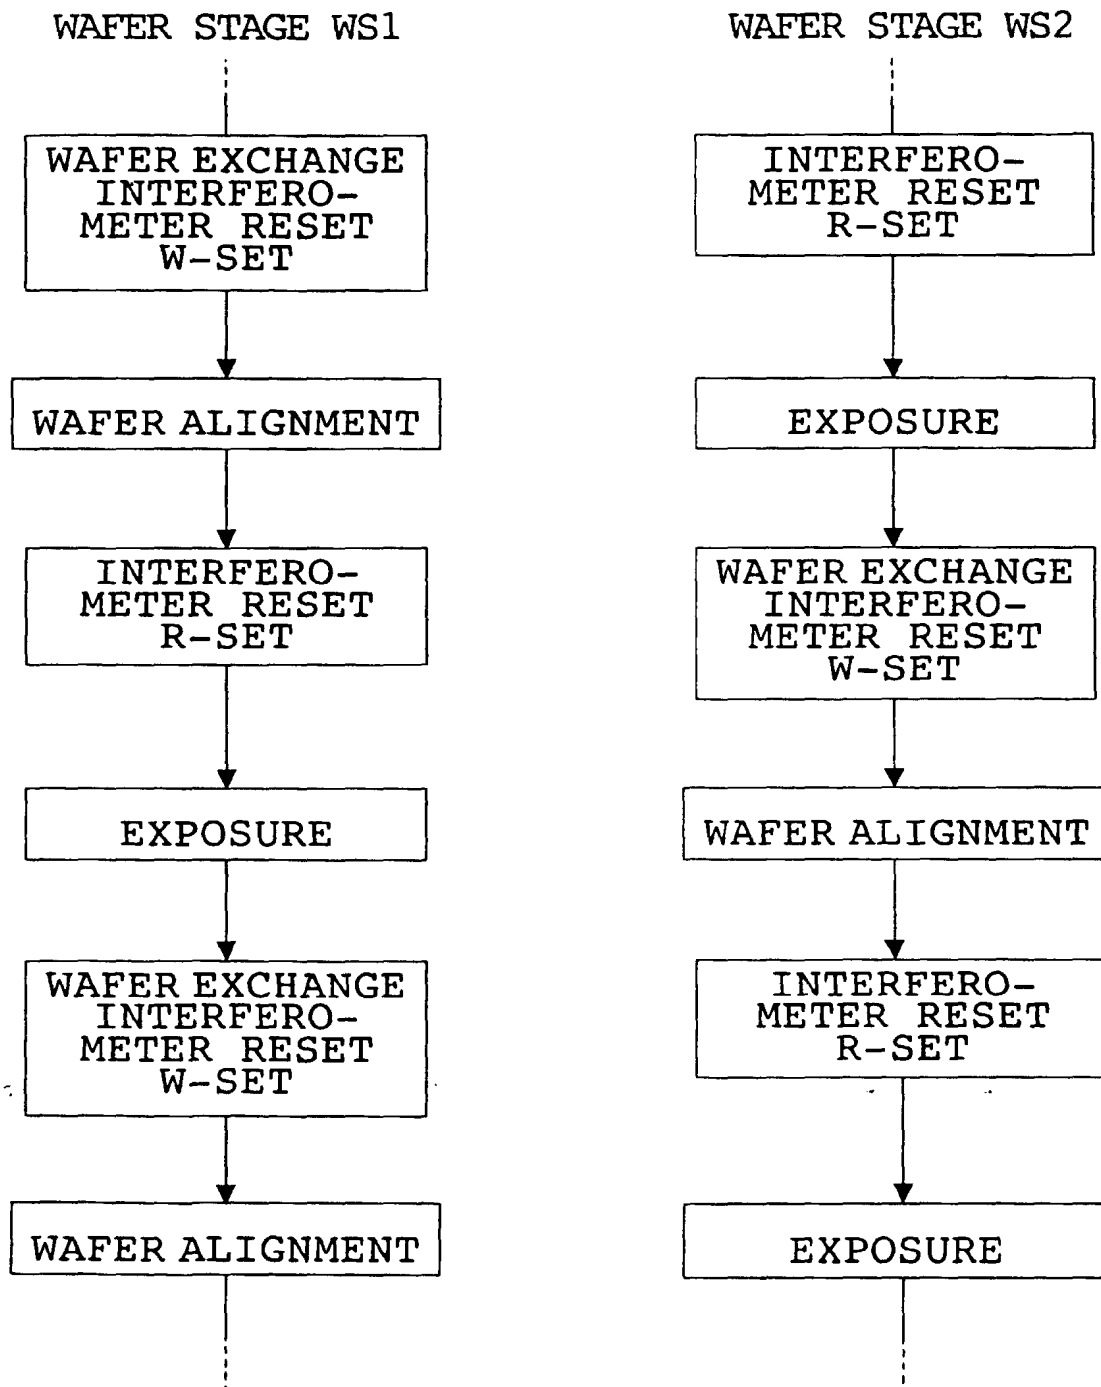 WAFER STAGE WS1
WAFER EXCHANGE
INTERFERO-
METER RESET
W-SET
WAFER ALIGNMENT
INTERFERO-
METER RESET
R-SET
EXPOSURE
WAFER EXCHANGE
INTERFERO-
METER RESET
W-SET
WAFER ALIGNMENT
WAFER STAGE WS2
INTERFERO-
METER RESET
R-SET
EXPOSURE
WAFER EXCHANGE
INTERFERO-
METER RESET
W-SET
WAFER ALIGNMENT
INTERFERO-
METER RESET
R-SET
EXPOSURE